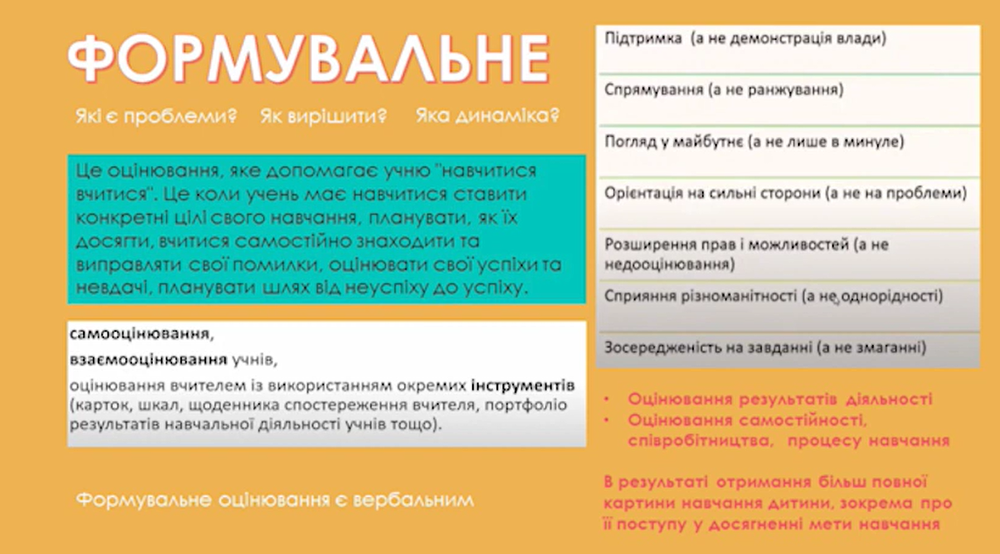 ФОРМУВАЛЬНЕ
Які є проблеми? Як вирішити? Яка динаміка?
Це оцінювання, яке допомагає учню "навчитися
вчитися". Це коли учень має навчитися ставити
конкретні цілі свого навчання, планувати, як їх
досягти, вчитися самостійно знаходити та
виправляти свої помилки, оцінювати свої успіхи та
невдачі, планувати шлях від неуспіху до успіху.
самооцінювання,
взаємооцінювання учнів,
оцінювання вчителем із використанням окремих інструментів
(карток, шкал, щоденника спостереження вчителя, портфоліо
результатів навчальної діяльності учнів тощо).
Формувальне оцінювання є вербальним
Підтримка (а не демонстрація влади)
Спрямування (а не ранжування)
Погляд у майбутнє (а не лише в минуле)
Орієнтація на сильні сторони (а не на проблеми)
Розширення прав і можливостей (а не
недооцінювання)
Сприяння різноманітності (а не однорідності)
Зосередженість на завданні (а не змаганні)
• Оцінювання результатів діяльності
• Оцінювання самостійності,
співробітництва, процесу навчання
В результаті отримання більш повної
картини навчання дитини, зокрема про
її поступу у досягненні мети навчання